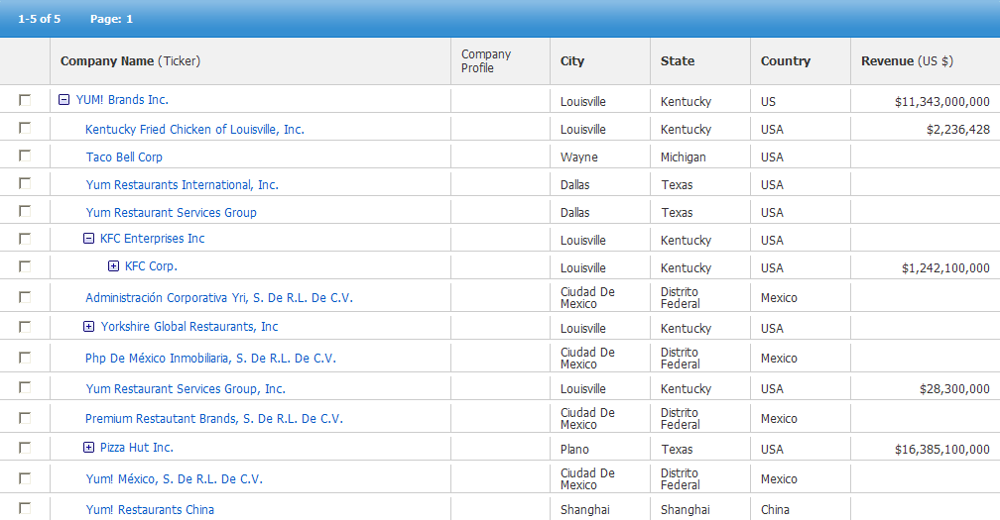 1-5 of 5 Page: 1
Company Name (Ticker) Company Profile City State Country Revenue (US $)
YUM! Brands Inc. Louisville Kentucky US $11,343,000,000
Kentucky Fried Chicken of Louisville, Inc. Louisville Kentucky USA $2,236,428
Taco Bell Corp Wayne Michigan USA
Yum Restaurants International, Inc. Dallas Texas USA
Yum Restaurant Services Group Dallas Texas USA
KFC Enterprises Inc Louisville Kentucky USA
KFC Corp. Louisville Kentucky USA $1,242,100,000
Administración Corporativa Yri, S. De R.L. De C.V. Ciudad De Mexico Distrito Federal Mexico
Yorkshire Global Restaurants, Inc Louisville Kentucky USA
Php De México Inmobiliaria, S. De R.L. De C.V. Ciudad De Mexico Distrito Federal Mexico
Yum Restaurant Services Group, Inc. Louisville Kentucky USA $28,300,000
Premium Restautant Brands, S. De R.L. De C.V. Ciudad De Mexico Distrito Federal Mexico
Pizza Hut Inc. Plano Texas USA $16,385,100,000
Yum! México, S. De R.L. De C.V. Ciudad De Mexico Distrito Federal Mexico
Yum! Restaurants China Shanghai Shanghai China